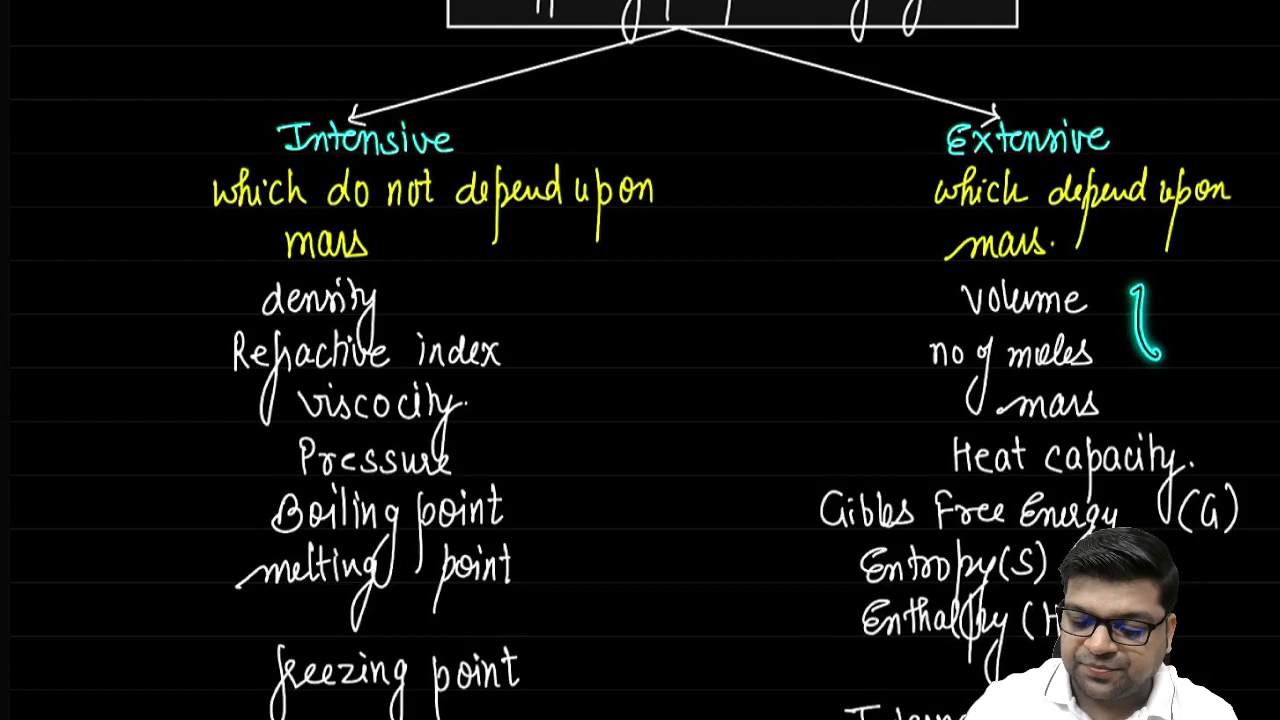 Intensive
which do not depend upon
mass
density
Refractive index
viscocity.
Pressure
Boiling point
melting point
freezing point
Extensive
which depend upon
mass.
volume
no of moles
mass
Heat capacity.
Gibbs Free Energy (G)
Entropy(S)
Enthalpy (H